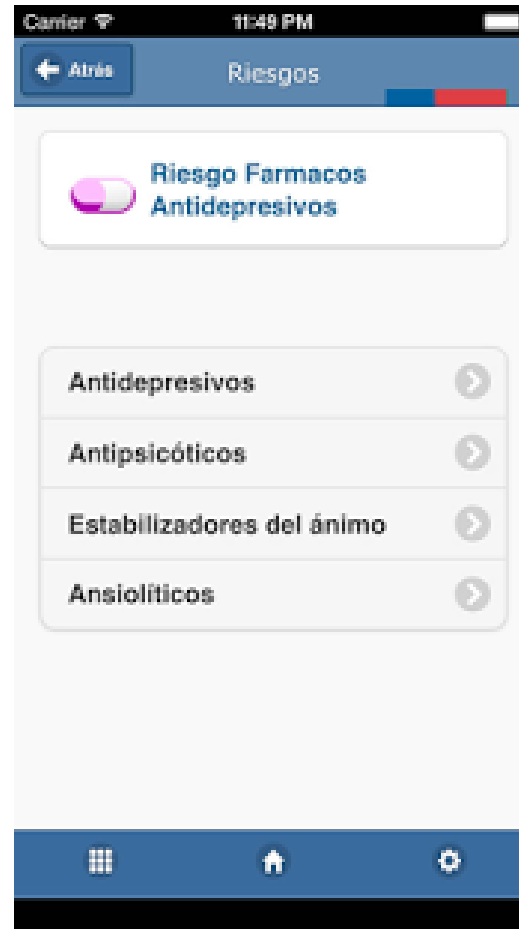 Carrier 11:49 PM
Atrás Riesgos
Riesgo Farmacos
Antidepresivos
Antidepresivos
Antipsicóticos
Estabilizadores del ánimo
Ansiolíticos